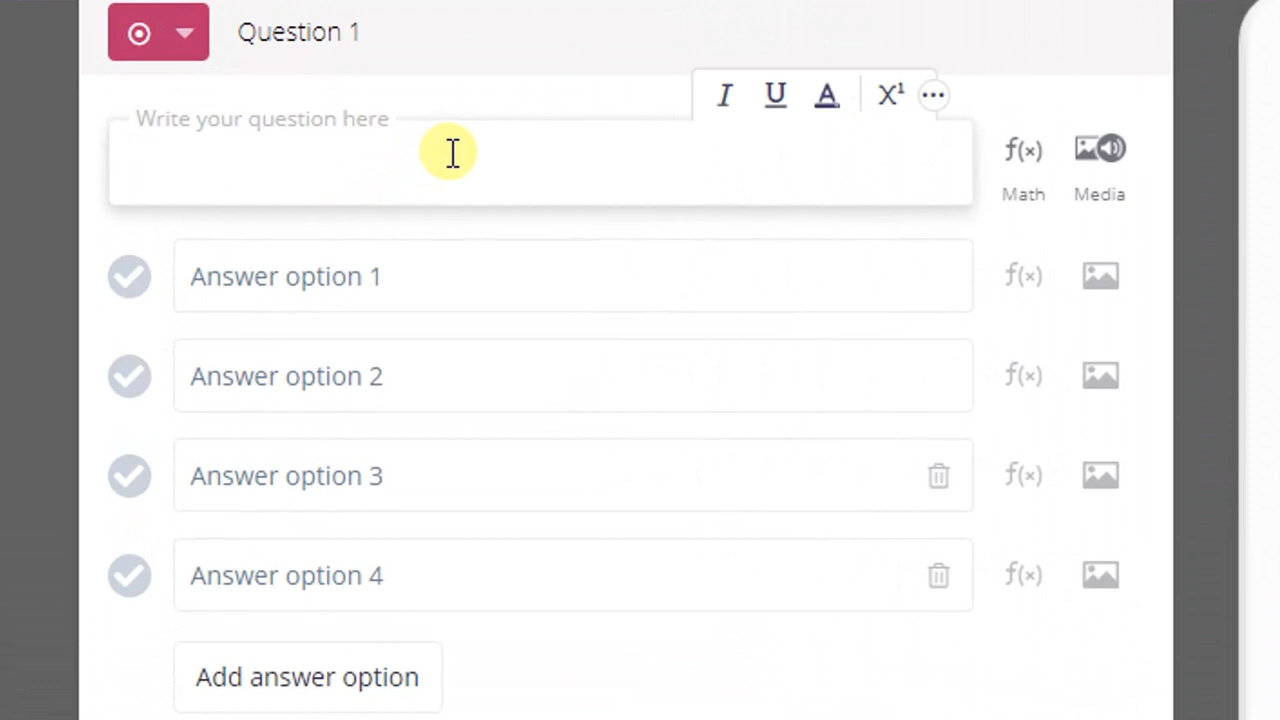 Question 1
I U A X¹ •••
Write your question here
f(x)
Math Media
Answer option 1 f(x)
Answer option 2 f(x)
Answer option 3 f(x)
Answer option 4 f(x)
Add answer option